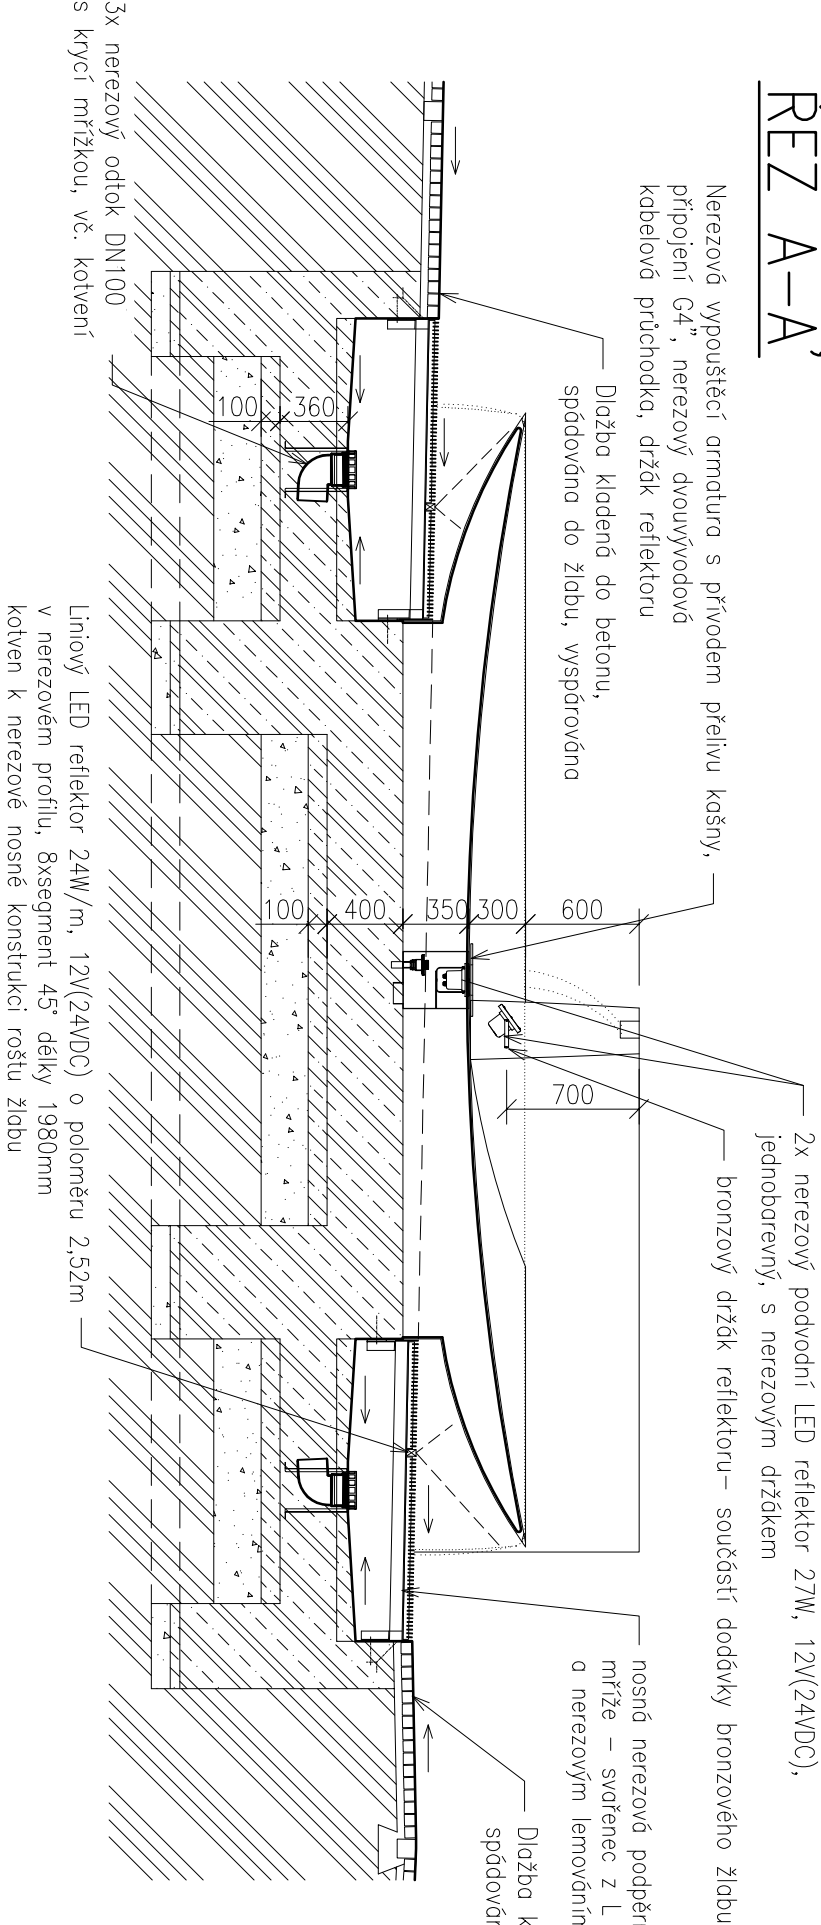 ŘEZ A-A'
Nerezová vypouštěcí armatura s přívodem přelivu kašny,
připojení G4", nerezový dvouvývodová
kabelová průchodka, držák reflektoru
Dlažba kladená do betonu,
spádována do žlabu, vyspárována
2x nerezový podvodní LED reflektor 27W, 12V(24VDC),
jednobarevný, s nerezovým držákem
bronzový držák reflektoru- součástí dodávky bronzového žlabu
nosná nerezová podpěr
mříže - svařenec z L
a nerezovým lemování
Dlažba k
spádová
3x nerezový odtok DN100
s krycí mřížkou, vč. kotvení
Liniový LED reflektor 24W/m, 12V(24VDC) o poloměru 2,52m
v nerezovém profilu, 8xsegment 45° délky 1980mm
kotven k nerezové nosné konstrukci roštu žlabu
100
360
100
400
350
300
600
700